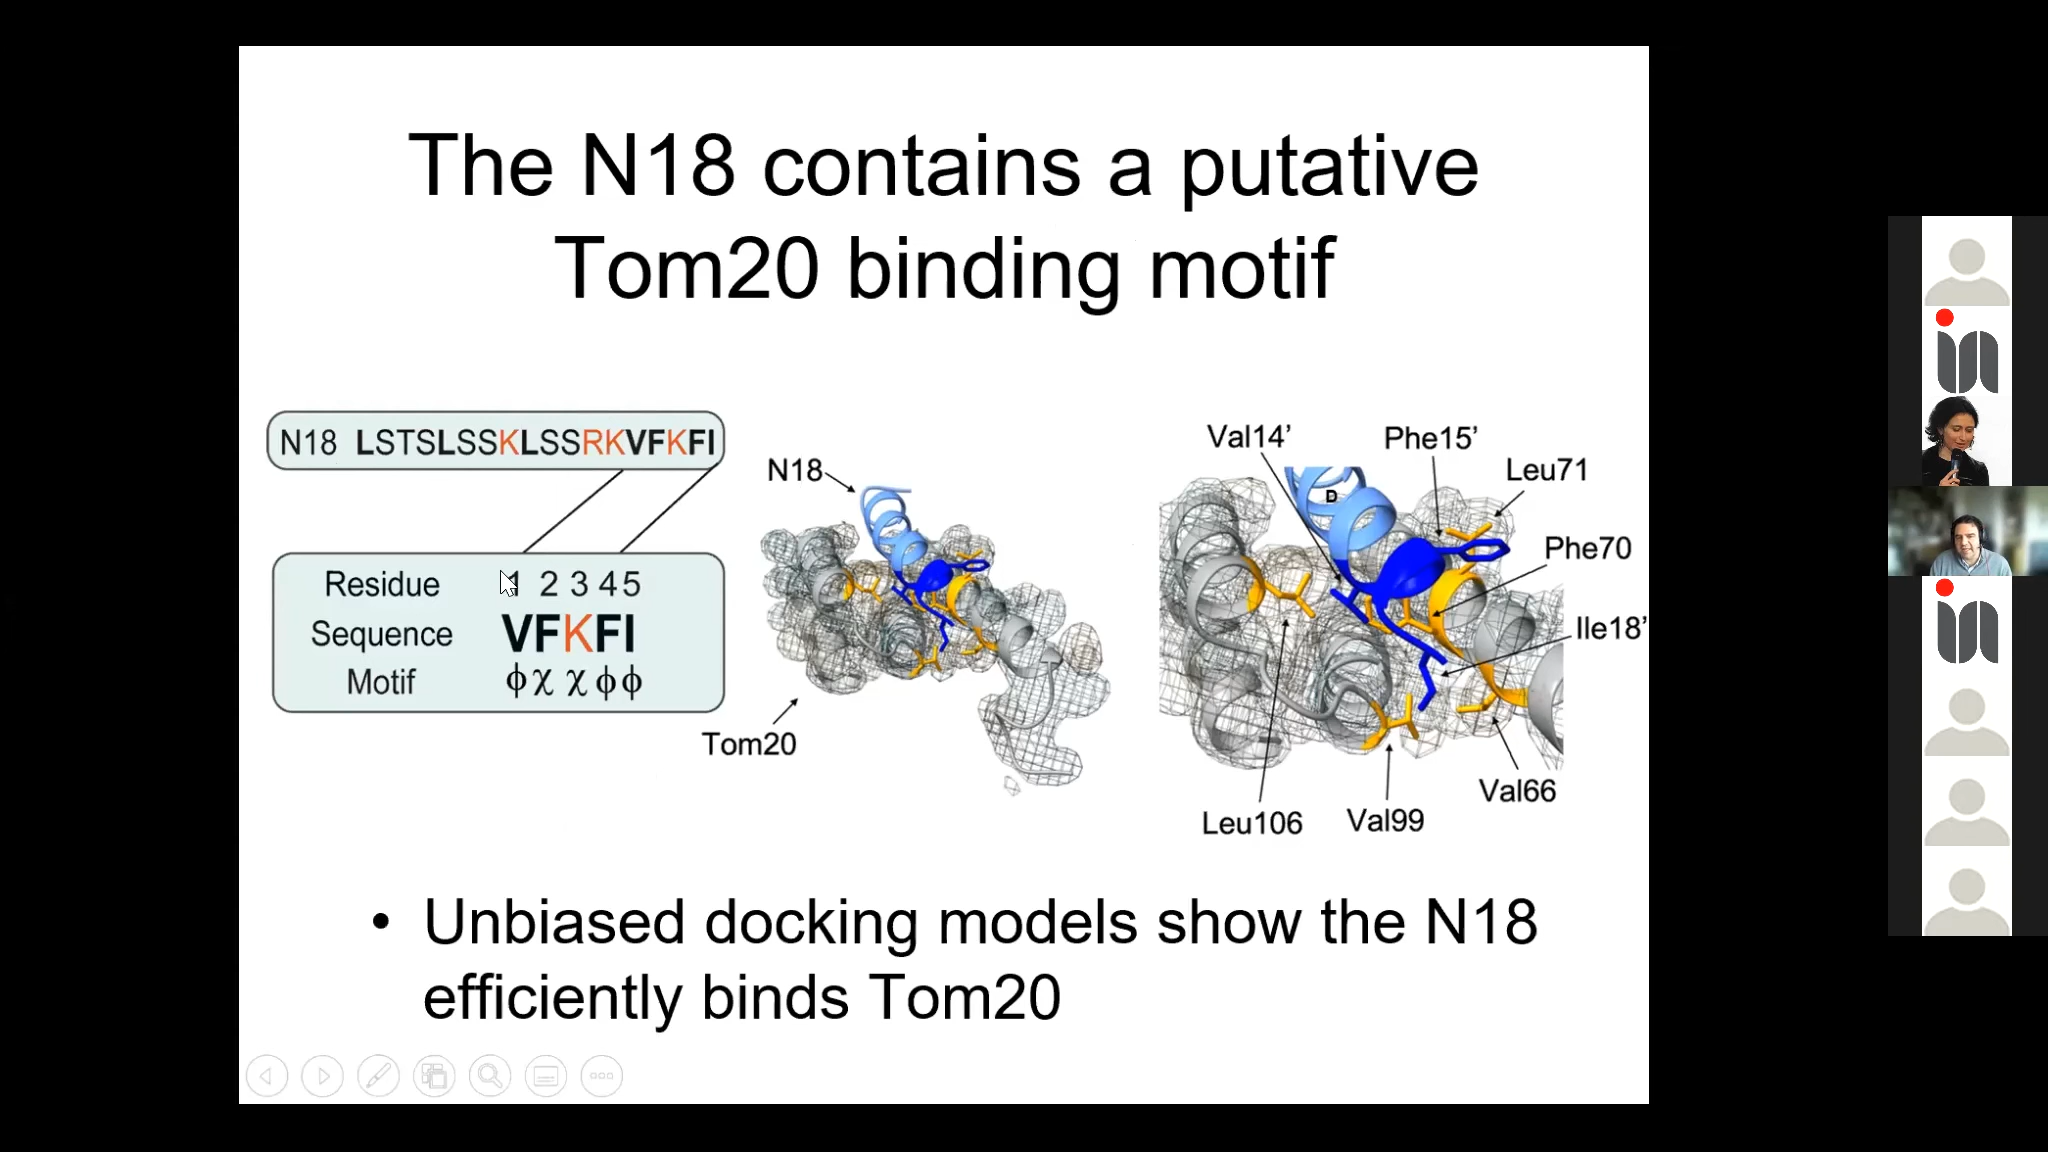 The N18 contains a putative
Tom20 binding motif
N18 LSTSLSSKLSSRKVFKFI
Residue 1 2 3 4 5
Sequence VFKFI
Motif ϕ χ χ ϕ ϕ
N18
Tom20
Val14’
Phe15’
Leu71
D
Phe70
Ile18’
Val66
Leu106
Val99
• Unbiased docking models show the N18
efficiently binds Tom20